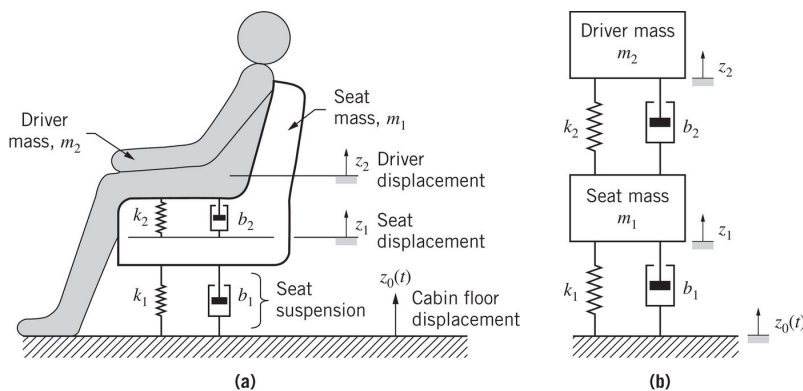 Driver
mass, m2
Seat
mass, m1
z2 Driver
displacement
k2
b2
z1 Seat
displacement
k1
b1
Seat
suspension
z0(t)
Cabin floor
displacement
(a)
Driver mass
m2
z2
k2
b2
Seat mass
m1
z1
k1
b1
z0(t)
(b)